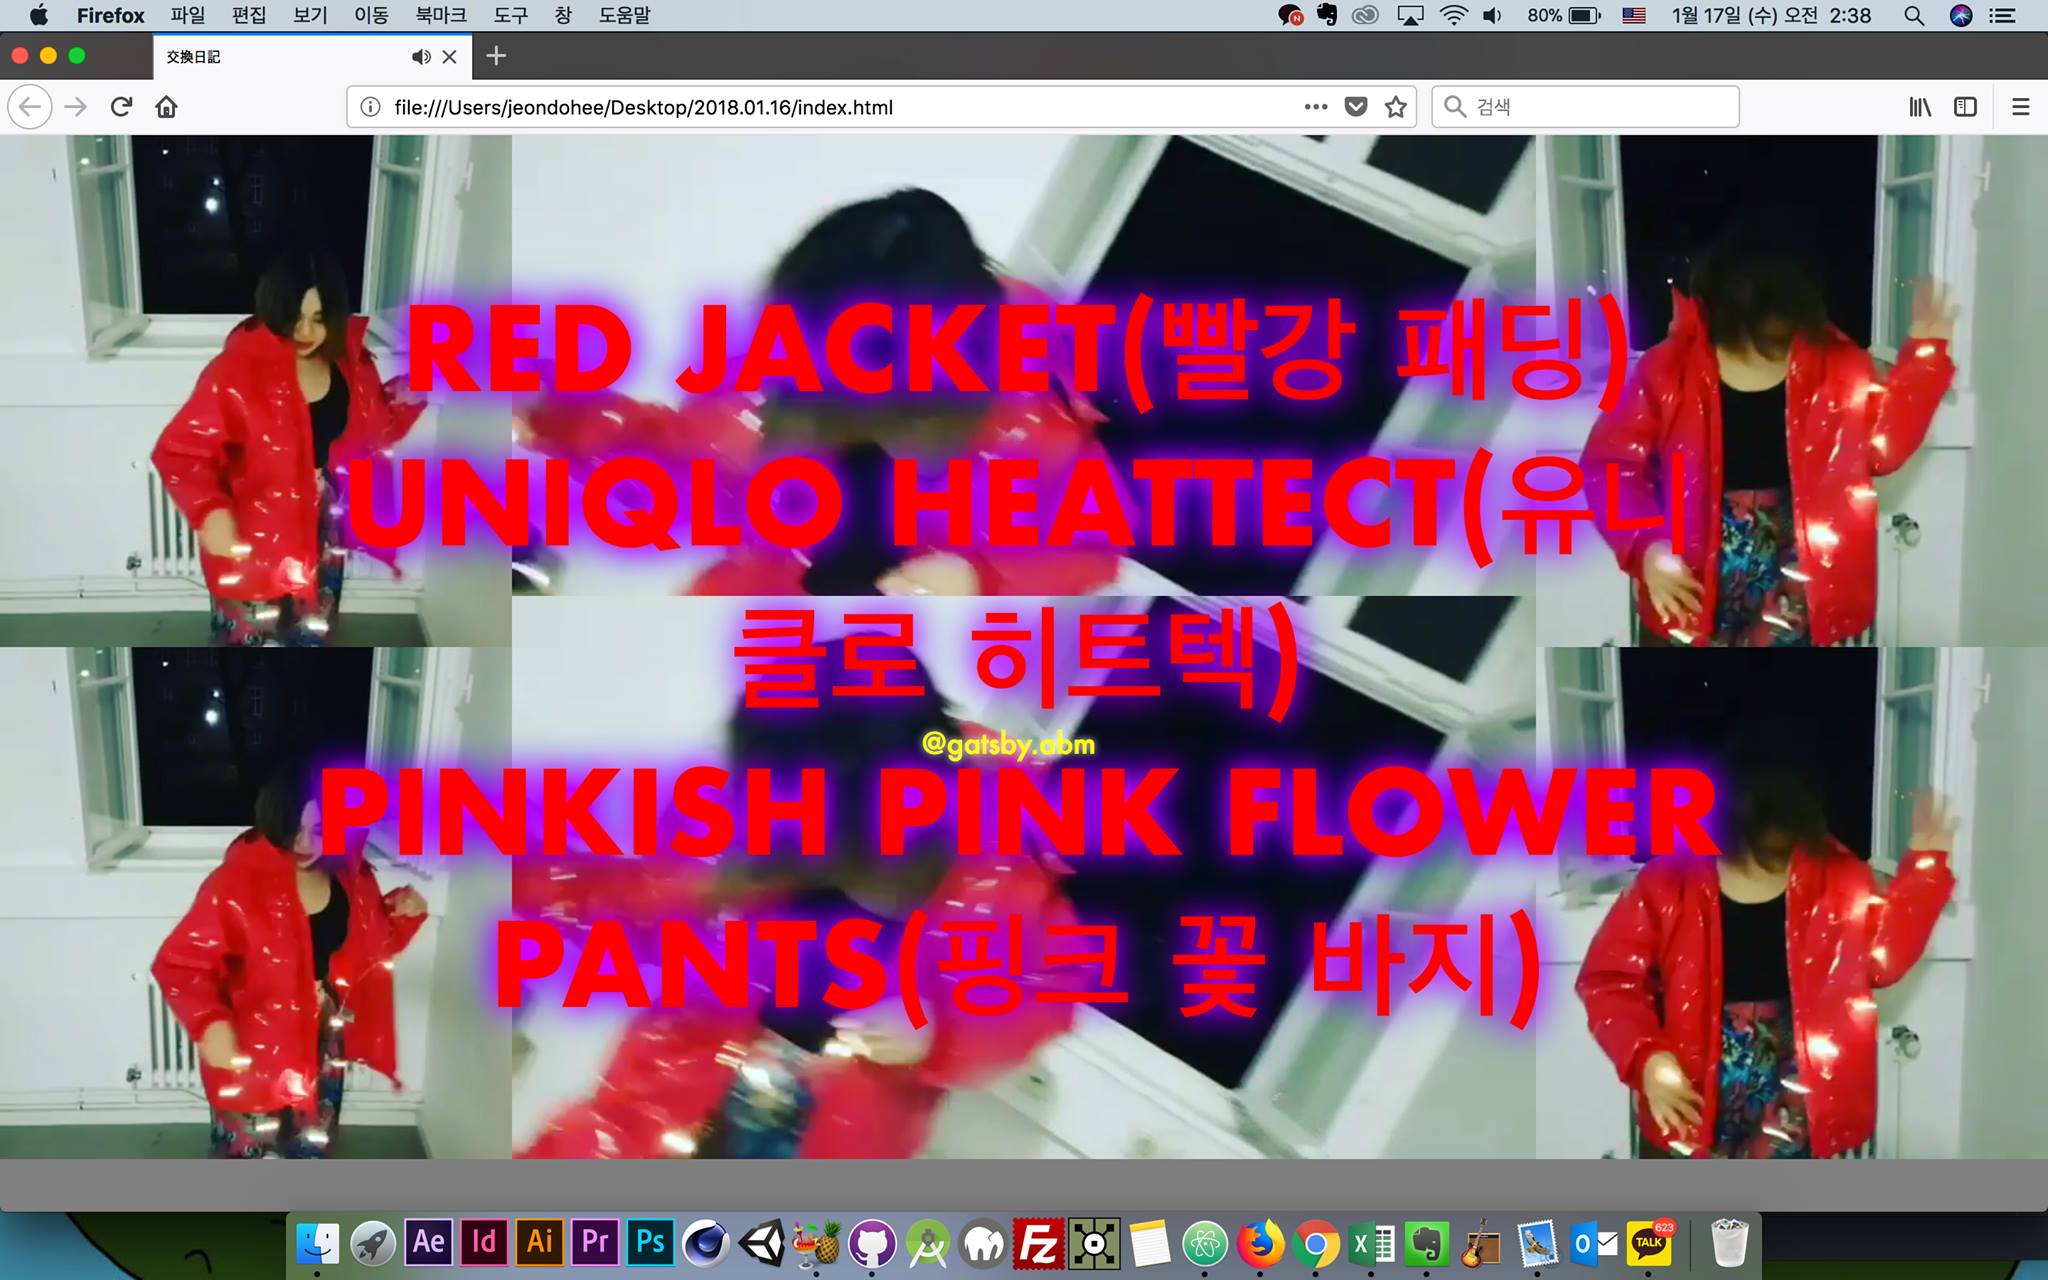 Firefox 파일 편집 보기 이동 북마크 도구 창 도움말 80% 1월 17일 (수) 오전 2:38
交換日記
file:///Users/jeondohee/Desktop/2018.01.16/index.html 검색
RED JACKET(빨강 패딩)
UNIQLO HEATTECT(유니
클로 히트텍)
@gatsby.abm
PINKISH PINK FLOWER
PANTS(핑크 꽃 바지)
Ae Id Ai Pr Ps Fz X O TALK 623